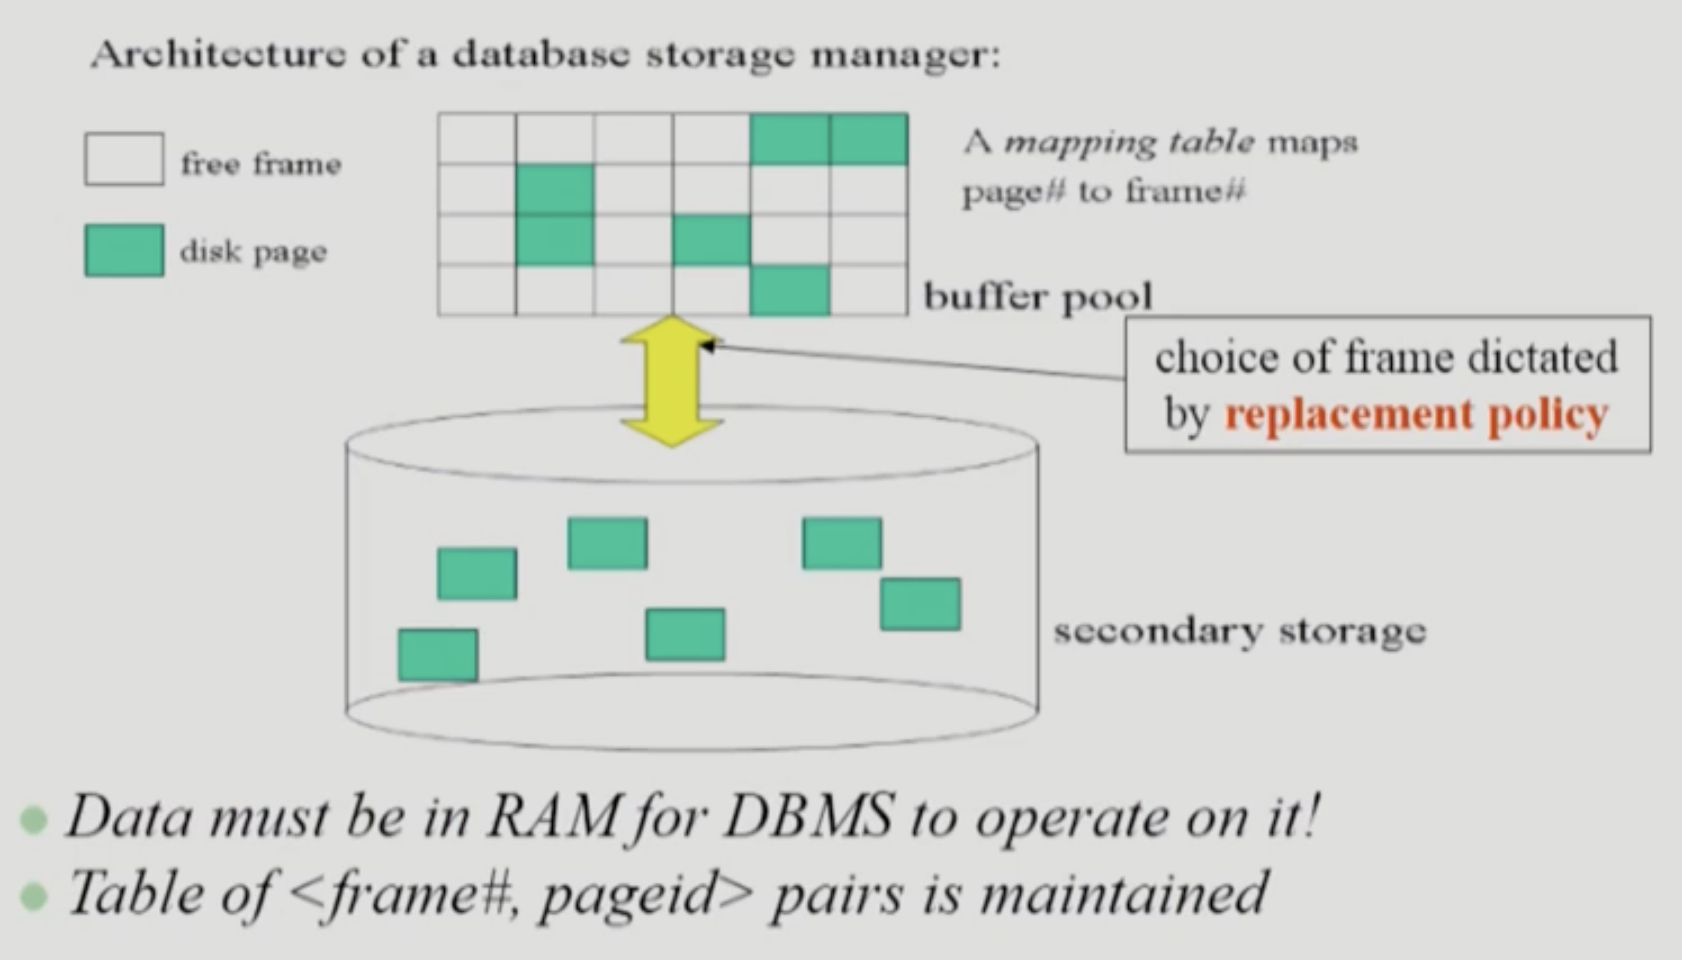 Architecture of a database storage manager:
free frame
disk page
A mapping table maps
page# to frame#
buffer pool
choice of frame dictated
by replacement policy
secondary storage
Data must be in RAM for DBMS to operate on it!
Table of <frame#, pageid> pairs is maintained